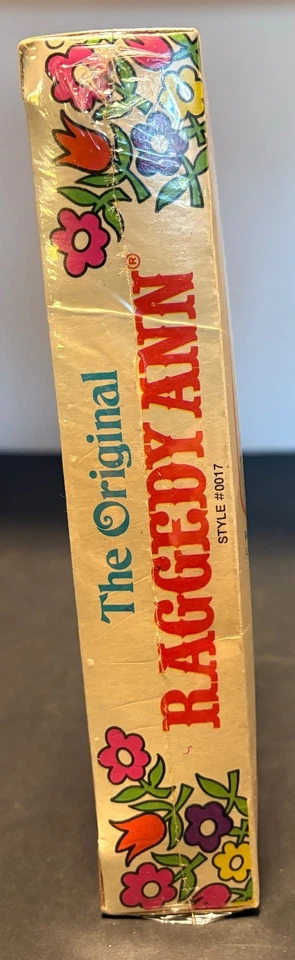 The Original
RAGGEDY ANN®
STYLE #0017